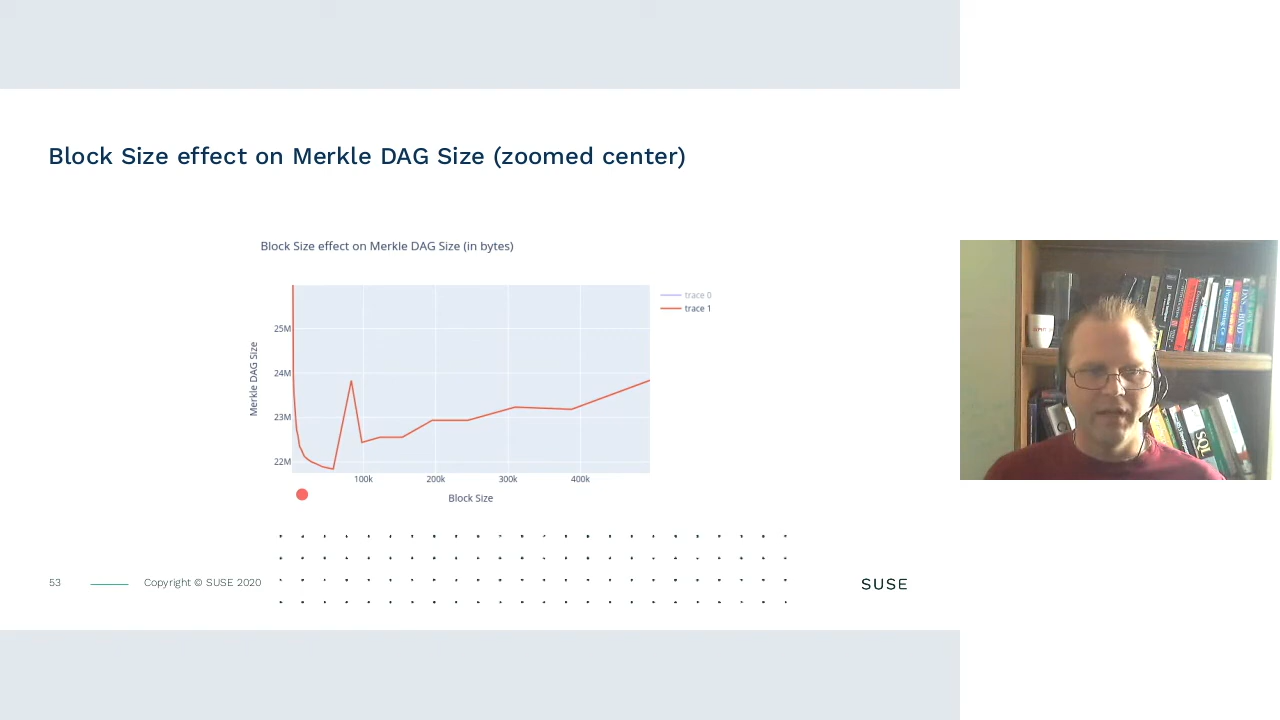 Block Size effect on Merkle DAG Size (zoomed center)
Block Size effect on Merkle DAG Size (in bytes)
trace 0
trace 1
25M
24M
23M
22M
Merkle DAG Size
100k
200k
300k
400k
Block Size
53
Copyright © SUSE 2020
SUSE
SQL